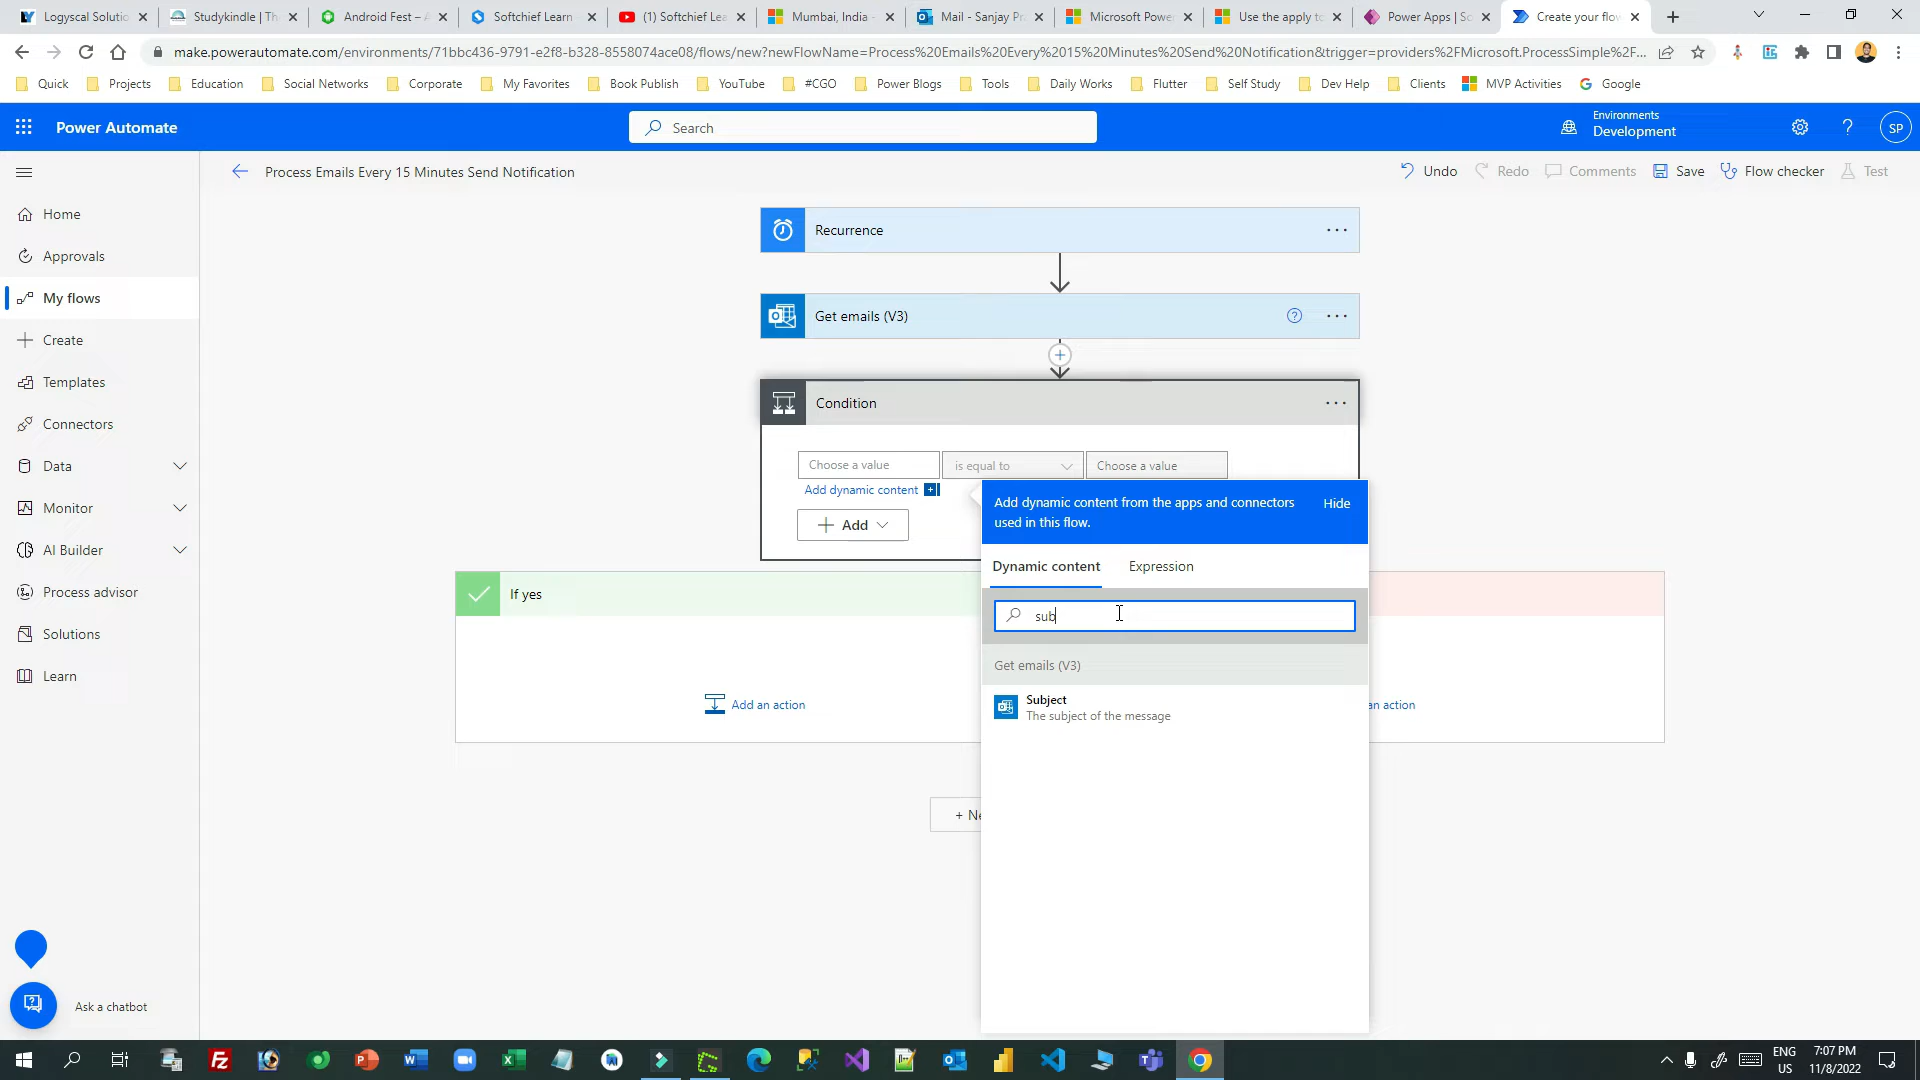 Logyscal Solutio
Studykindle | Th
Android Fest – A
Softchief Learn -
(1) Softchief Lea
Mumbai, India -
Mail - Sanjay Pr
Microsoft Powe
Use the apply to
Power Apps | So
Create your flow
make.powerautomate.com/environments/71bbc436-9791-e2f8-b328-8558074ace08/flows/new?newFlowName=Process%20Emails%20Every%2015%20Minutes%20Send%20Notification&trigger=providers%2FMicrosoft.ProcessSimple%2F...
Quick
Projects
Education
Social Networks
Corporate
My Favorites
Book Publish
YouTube
#CGO
Power Blogs
Tools
Daily Works
Flutter
Self Study
Dev Help
Clients
MVP Activities
Google
Power Automate
Search
Environments
Development
SP
Process Emails Every 15 Minutes Send Notification
Undo
Redo
Comments
Save
Flow checker
Test
Home
Approvals
My flows
Create
Templates
Connectors
Data
Monitor
AI Builder
Process advisor
Solutions
Learn
Ask a chatbot
Recurrence
Get emails (V3)
Condition
Choose a value
is equal to
Choose a value
Add dynamic content
Add
Add dynamic content from the apps and connectors
used in this flow.
Hide
Dynamic content
Expression
sub
Get emails (V3)
Subject
The subject of the message
If yes
Add an action
an action
+ Ne
ENG
US
7:07 PM
11/8/2022